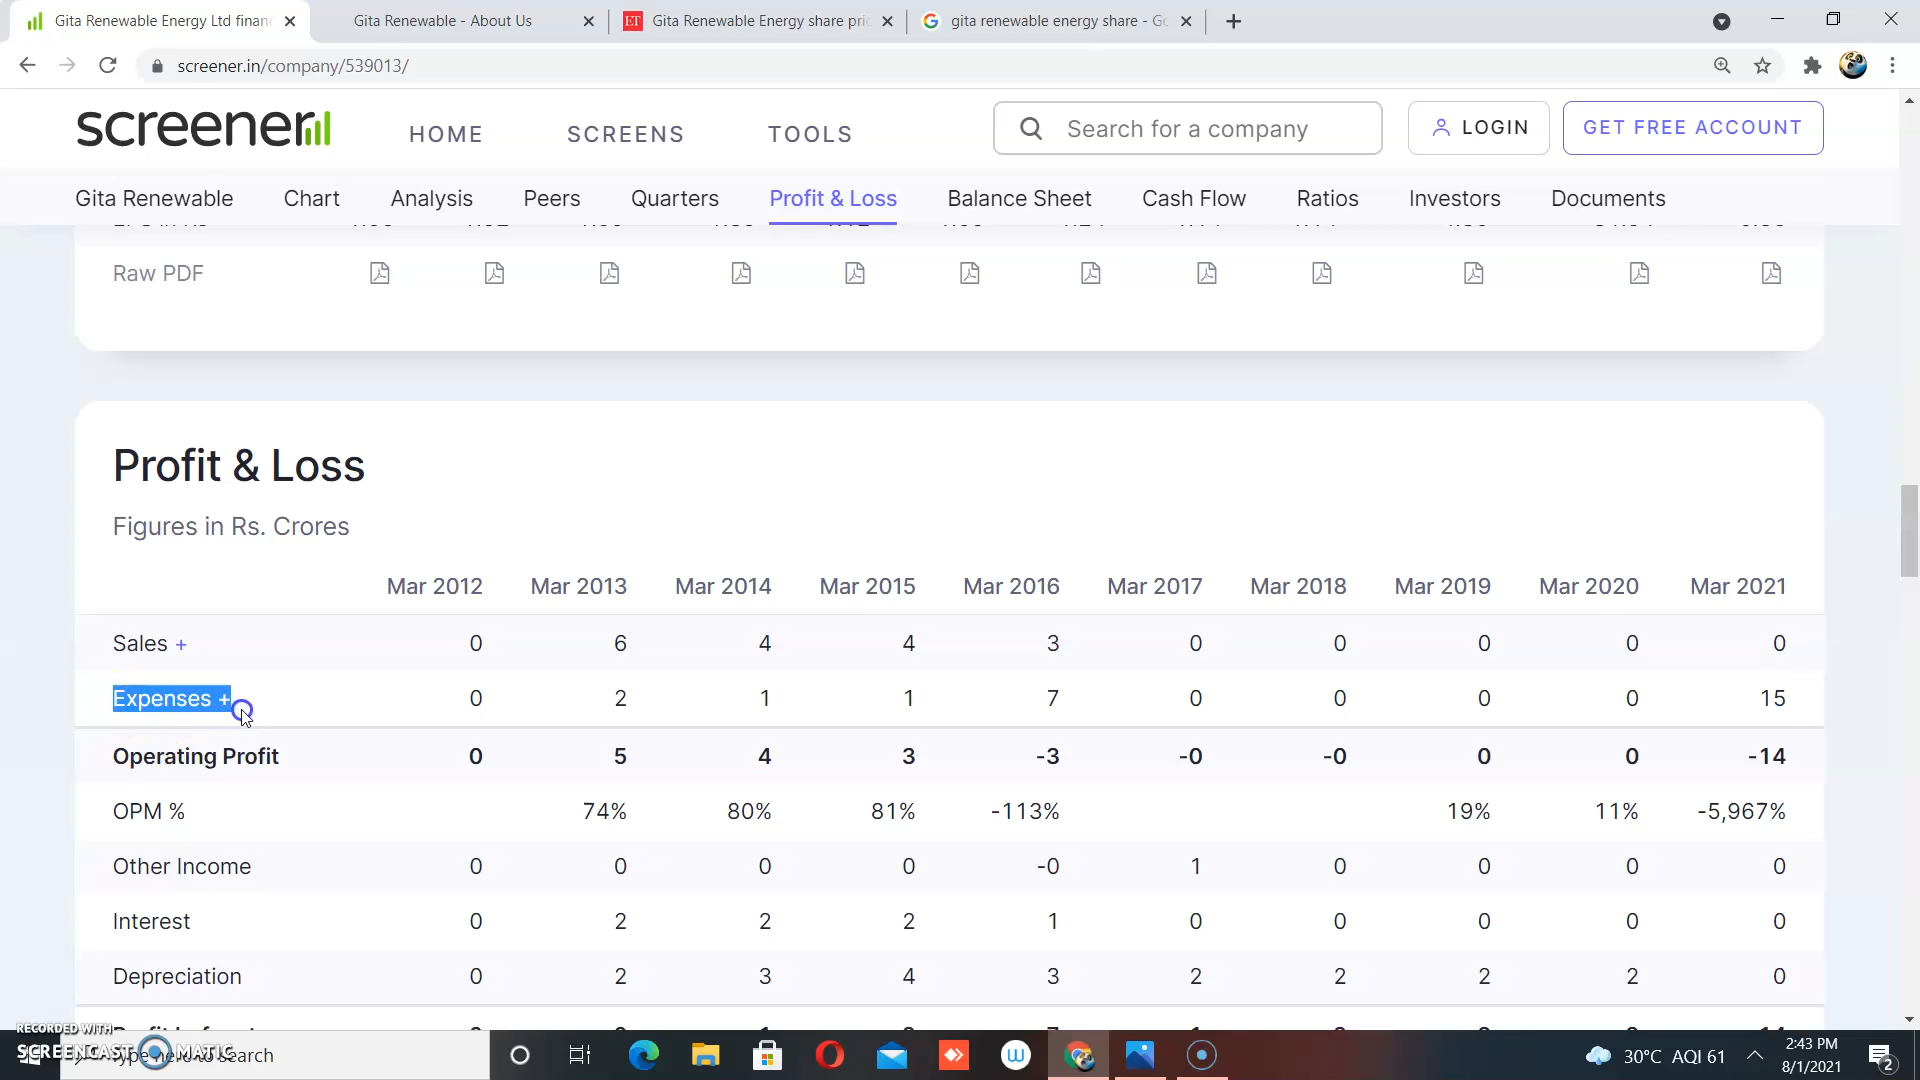 Gita Renewable Energy Ltd finan
Gita Renewable - About Us
ET Gita Renewable Energy share pri
gita renewable energy share - Go
screener.in/company/539013/
screener
HOME SCREENS TOOLS
Search for a company
LOGIN
GET FREE ACCOUNT
Gita Renewable Chart Analysis Peers Quarters Profit & Loss Balance Sheet Cash Flow Ratios Investors Documents
Raw PDF
Profit & Loss
Figures in Rs. Crores
Mar 2012 Mar 2013 Mar 2014 Mar 2015 Mar 2016 Mar 2017 Mar 2018 Mar 2019 Mar 2020 Mar 2021
Sales + 0 6 4 4 3 0 0 0 0 0
Expenses + 0 2 1 1 7 0 0 0 0 15
Operating Profit 0 5 4 3 -3 -0 -0 0 0 -14
OPM % 74% 80% 81% -113% 19% 11% -5,967%
Other Income 0 0 0 0 -0 1 0 0 0 0
Interest 0 2 2 2 1 0 0 0 0 0
Depreciation 0 2 3 4 3 2 2 2 2 0
RECORDED WITH
SCREENCAST MATIC
Type here to search
30°C AQI 61
2:43 PM
8/1/2021
2